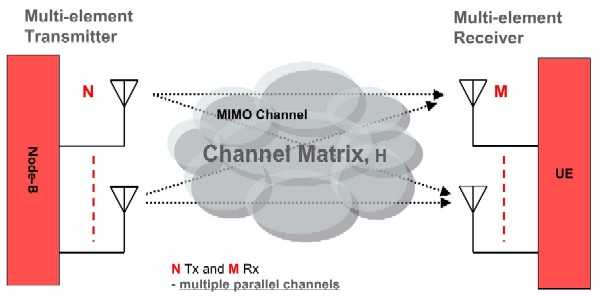 Multi-element
Transmitter
Multi-element
Receiver
N
M
MIMO Channel
Channel Matrix, H
Node-B
UE
N Tx and M Rx
- multiple parallel channels